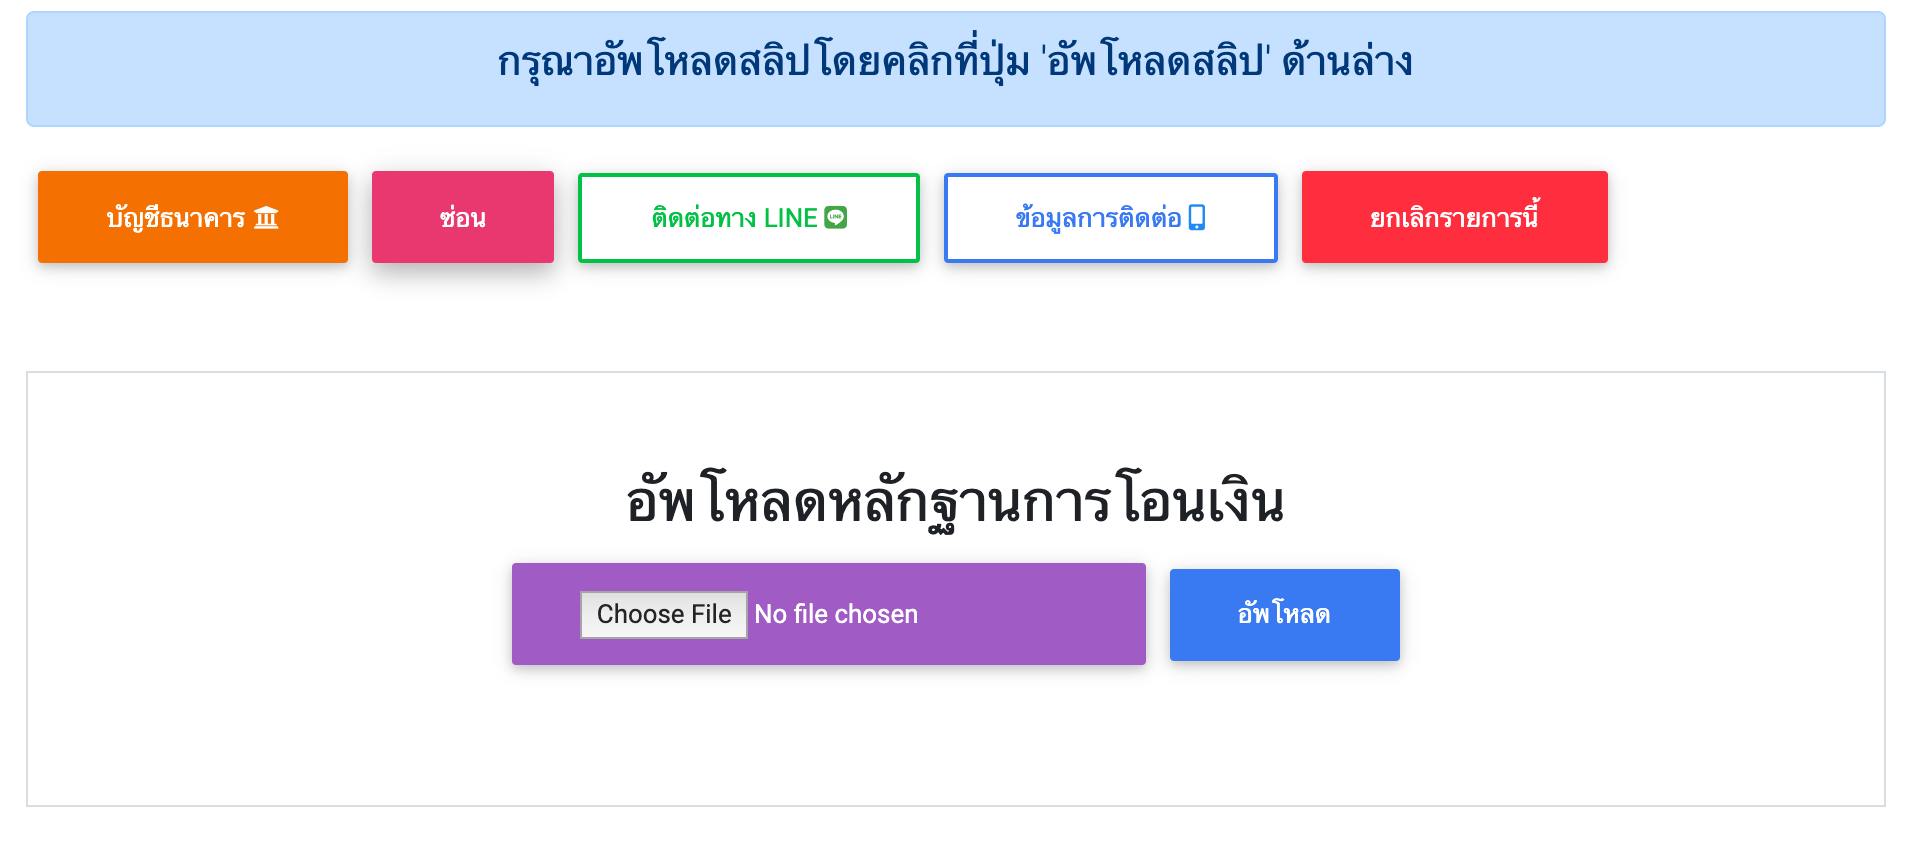 กรุณาอัพโหลดสลิปโดยคลิกที่ปุ่ม 'อัพโหลดสลิป' ด้านล่าง
บัญชีธนาคาร
ซ่อน
ติดต่อทาง LINE
ข้อมูลการติดต่อ
ยกเลิกรายการนี้
อัพโหลดหลักฐานการโอนเงิน
Choose File No file chosen
อัพโหลด